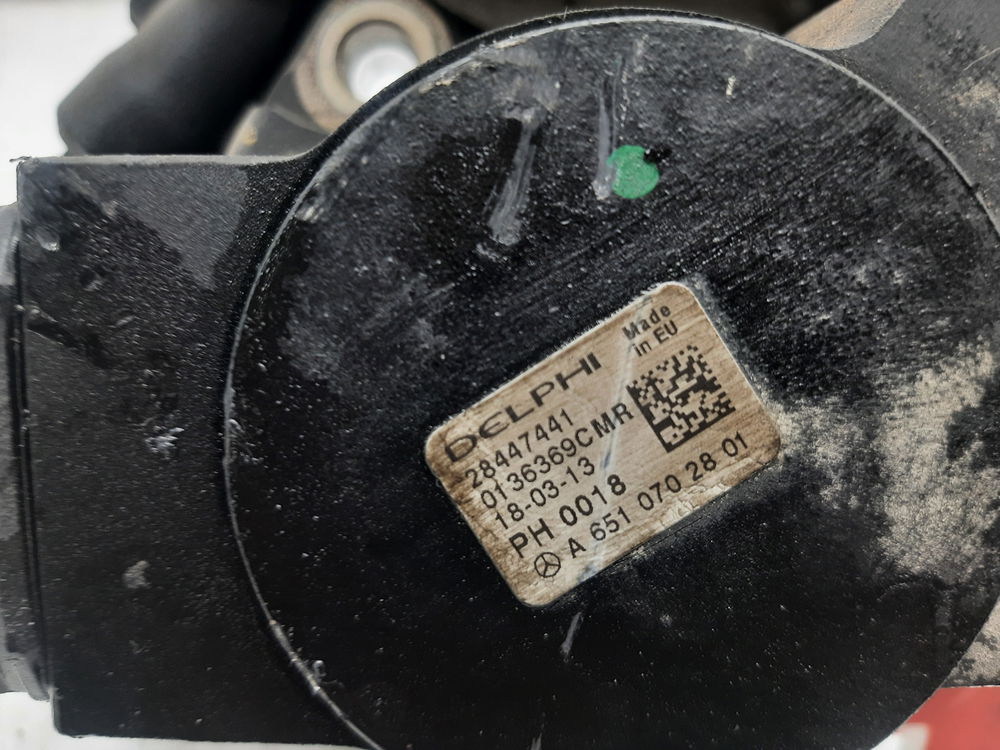 DELPHI
Made
in EU
28447441
0136369CMR
18-03-13
PH 0018
A 651 070 28 01